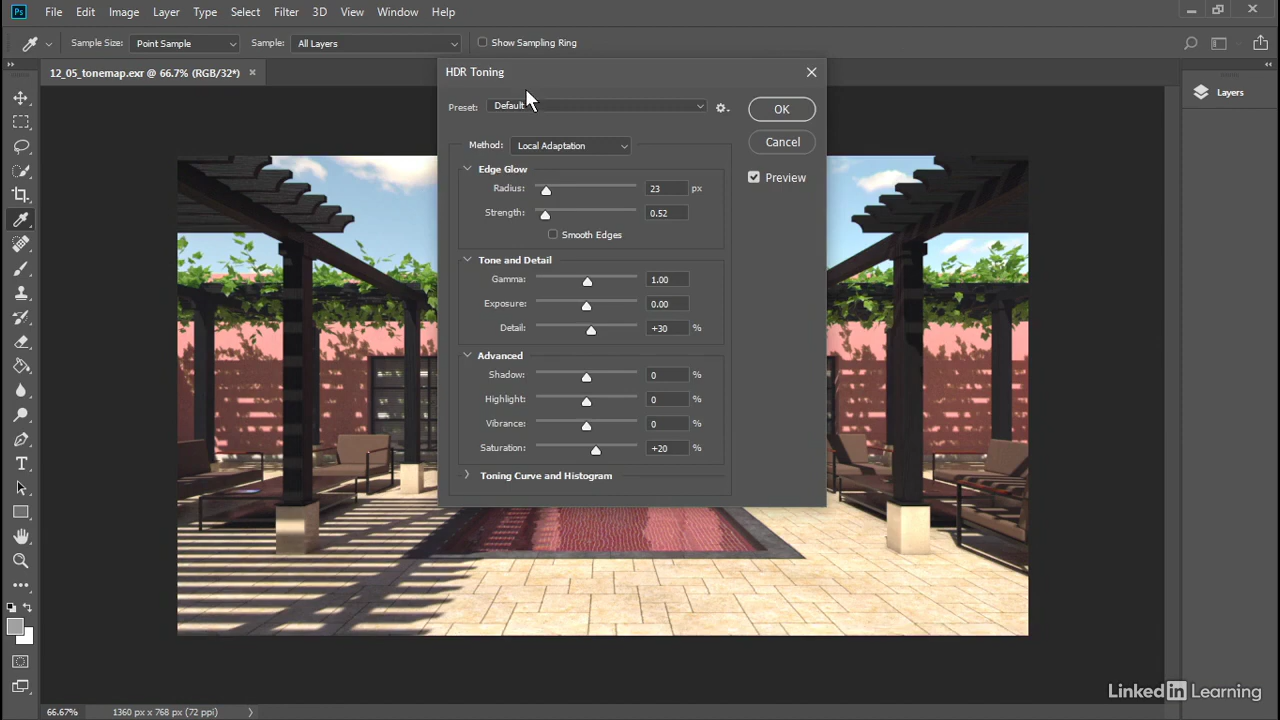 Ps File Edit Image Layer Type Select Filter 3D View Window Help
Sample Size: Point Sample Sample: All Layers Show Sampling Ring
12_05_tonemap.exr @ 66.7% (RGB/32*) ×
HDR Toning
Preset: Default
OK
Method: Local Adaptation
Cancel
Edge Glow
Preview
Radius: 23 px
Strength: 0.52
Smooth Edges
Tone and Detail
Gamma: 1.00
Exposure: 0.00
Detail: +30 %
Advanced
Shadow: 0 %
Highlight: 0 %
Vibrance: 0 %
Saturation: +20 %
Toning Curve and Histogram
Layers
66.67% 1360 px x 768 px (72 ppi)
LinkedIn Learning